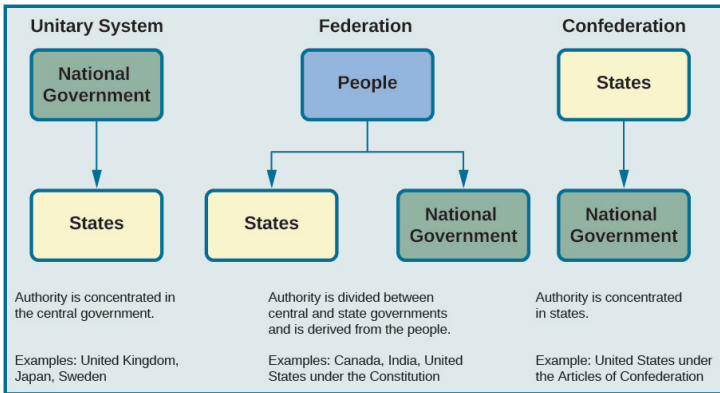 Unitary System
Federation
Confederation
National
Government
People
States
States
States
National
Government
National
Government
Authority is concentrated in
the central government.
Authority is divided between
central and state governments
and is derived from the people.
Authority is concentrated
in states.
Examples: United Kingdom,
Japan, Sweden
Examples: Canada, India, United
States under the Constitution
Example: United States under
the Articles of Confederation